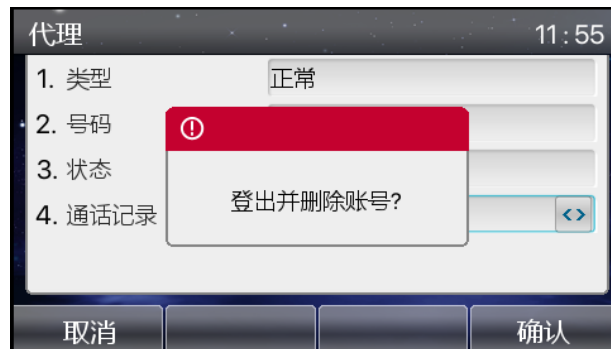 代理 11:55
1. 类型 正常
2. 号码
3. 状态
登出并删除账号?
4. 通话记录
取消 确认